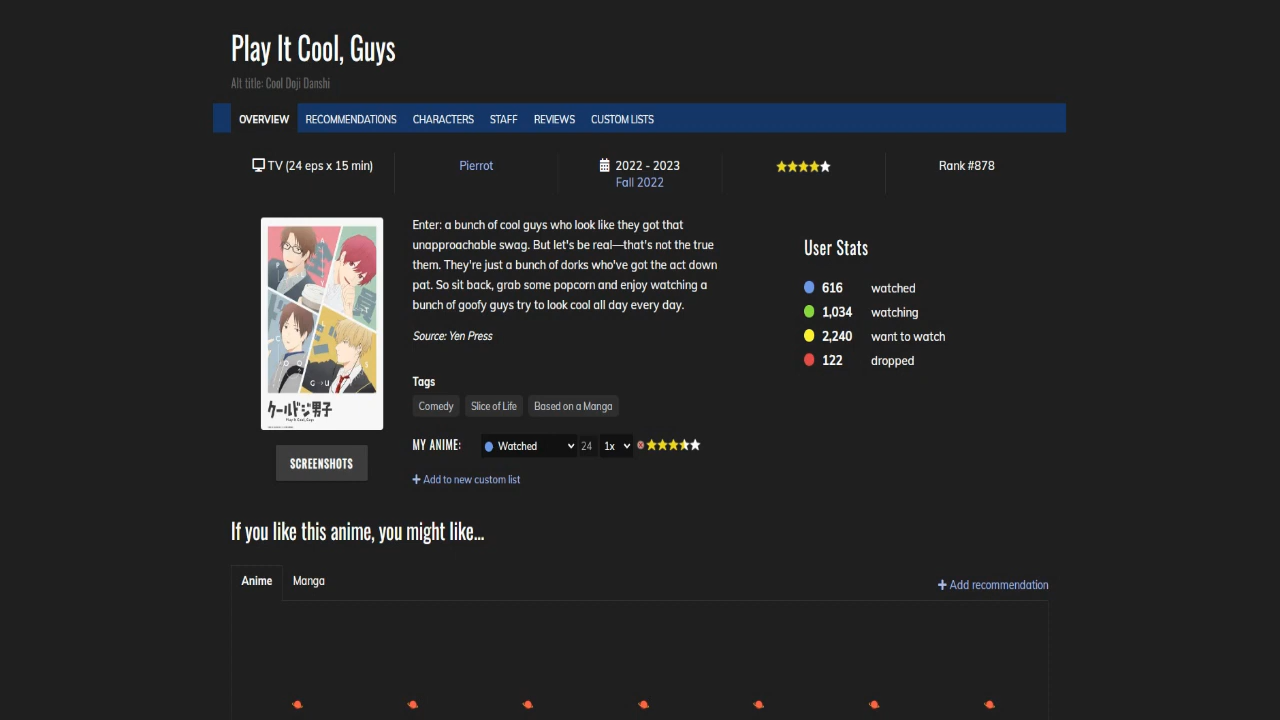 Play It Cool, Guys
Alt title: Cool Doji Danshi
OVERVIEW RECOMMENDATIONS CHARACTERS STAFF REVIEWS CUSTOM LISTS
TV (24 eps x 15 min) Pierrot 2022 - 2023 Rank #878
Fall 2022
Enter: a bunch of cool guys who look like they got that
unapproachable swag. But let's be real—that's not the true
them. They're just a bunch of dorks who've got the act down
pat. So sit back, grab some popcorn and enjoy watching a
bunch of goofy guys try to look cool all day every day.
Source: Yen Press
クールドジ男子
Play It Cool, Guys
SCREENSHOTS
Tags
Comedy Slice of Life Based on a Manga
MY ANIME: Watched 24 1x
+ Add to new custom list
User Stats
616 watched
1,034 watching
2,240 want to watch
122 dropped
If you like this anime, you might like...
Anime Manga
+ Add recommendation